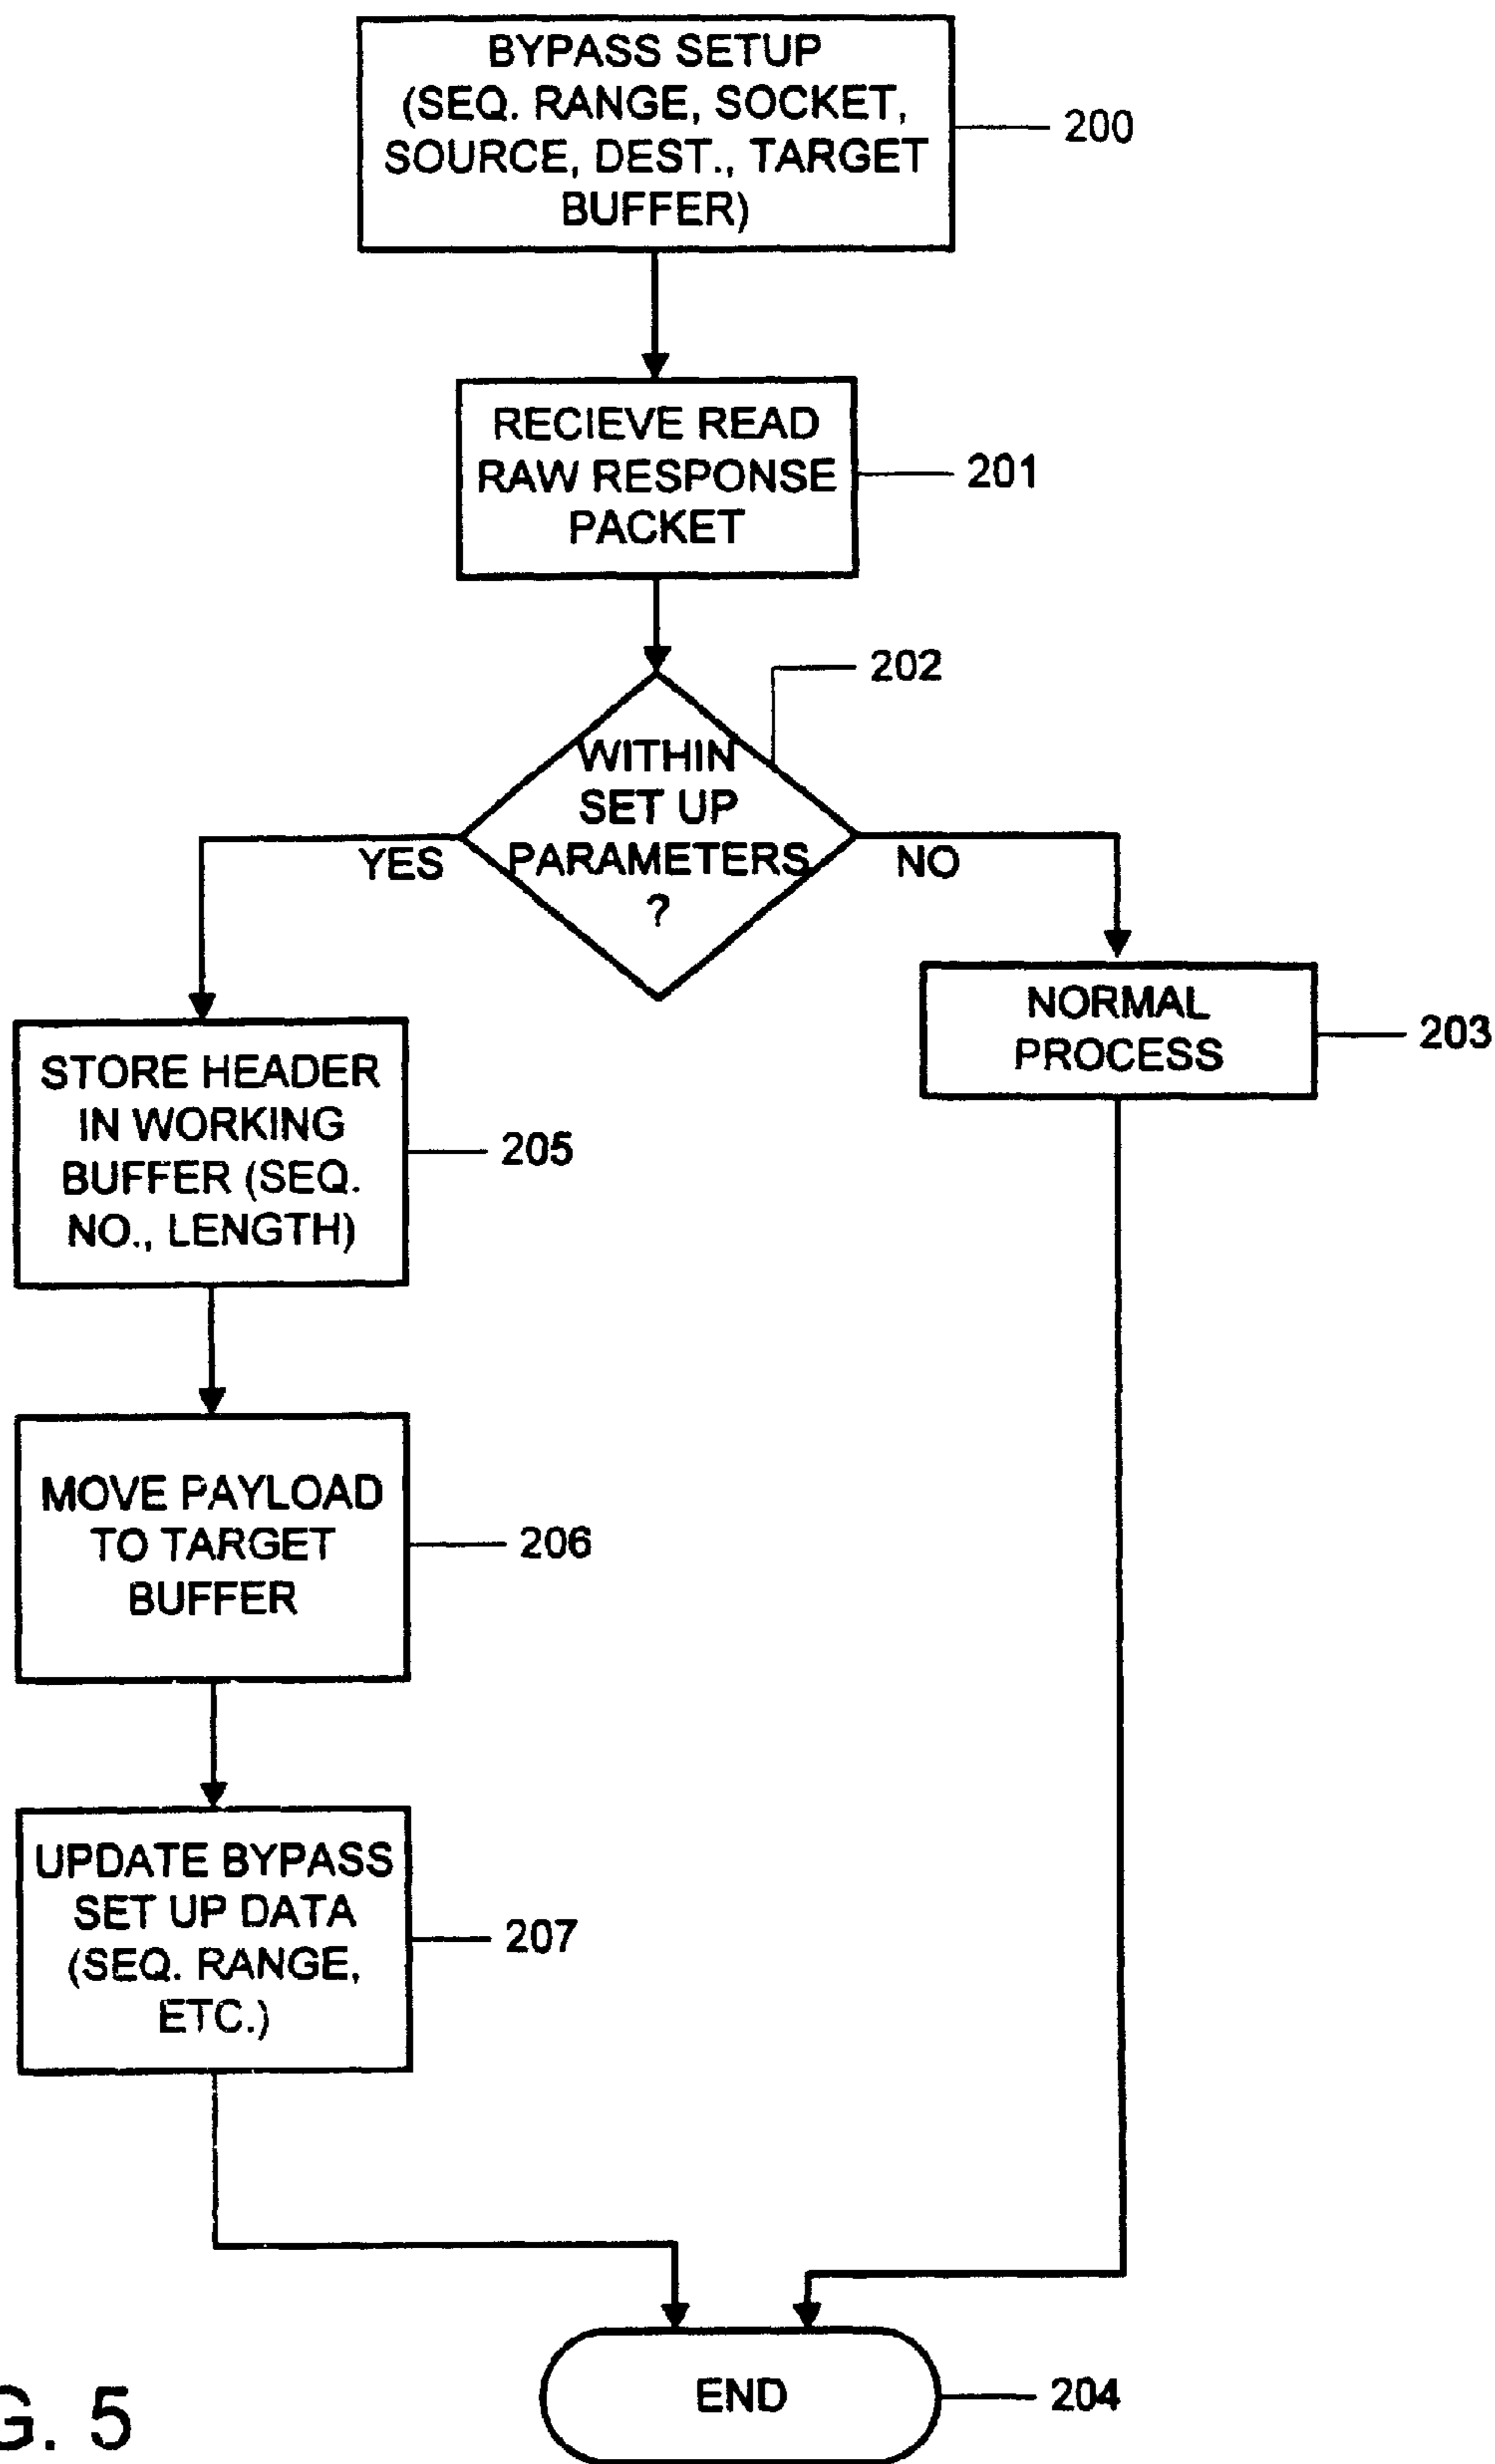 BYPASS SETUP
(SEQ. RANGE, SOCKET,
SOURCE, DEST., TARGET
BUFFER)
200
RECIEVE READ
RAW RESPONSE
PACKET
201
202
WITHIN
SET UP
PARAMETERS
?
YES
NO
NORMAL
PROCESS
203
STORE HEADER
IN WORKING
BUFFER (SEQ.
NO., LENGTH)
205
MOVE PAYLOAD
TO TARGET
BUFFER
206
UPDATE BYPASS
SET UP DATA
(SEQ. RANGE,
ETC.)
207
END
204
G. 5